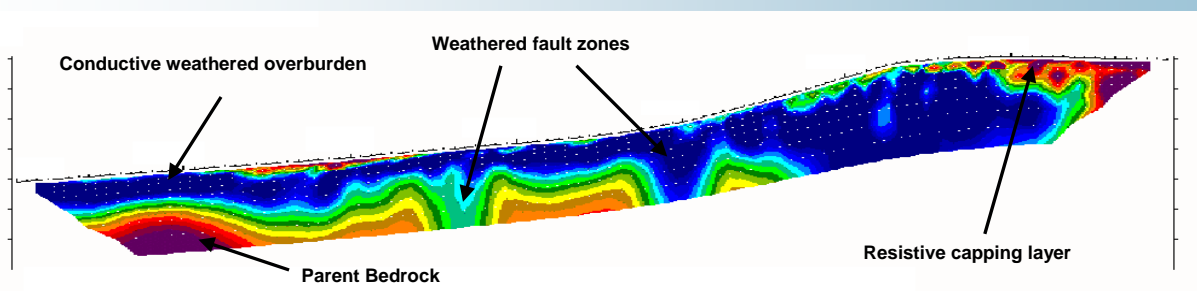 Weathered fault zones
Conductive weathered overburden
Resistive capping layer
Parent Bedrock